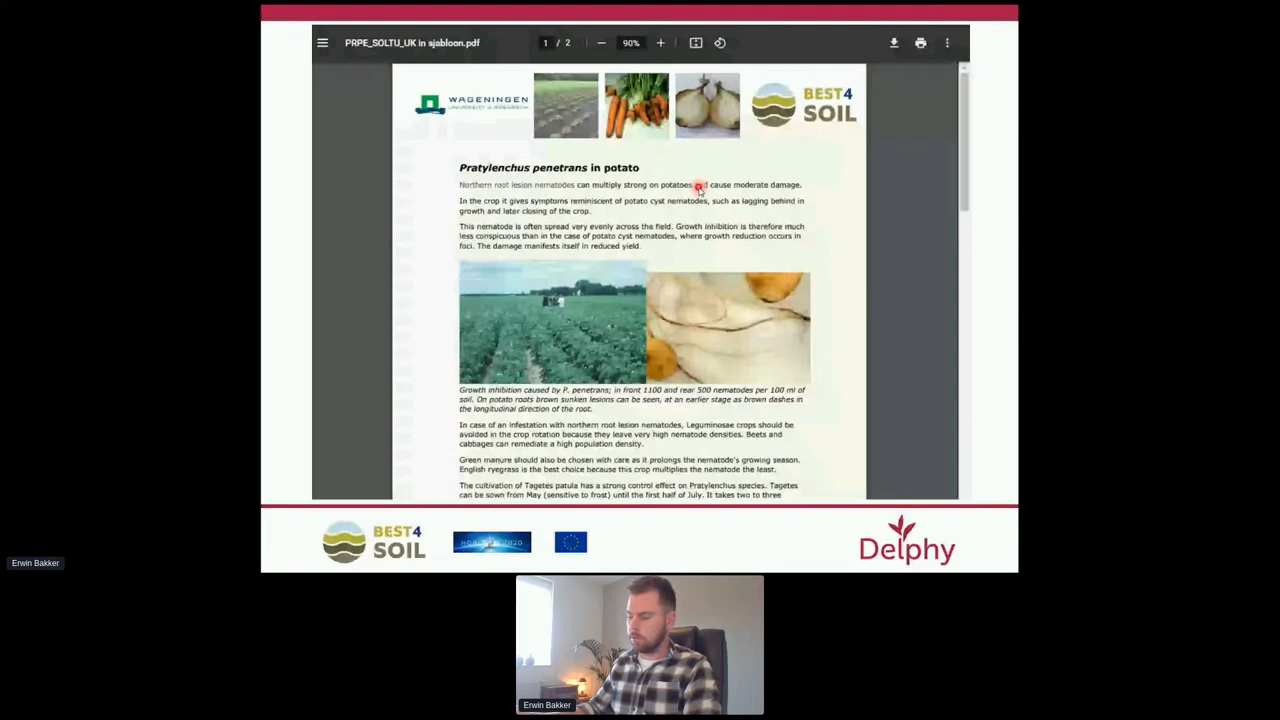 PRPE_SOLTU_UK in sjabloon.pdf
1 / 2
90%
WAGENINGEN
UNIVERSITY & RESEARCH
BEST4
SOIL
Pratylenchus penetrans in potato
Northern root lesion nematodes can multiply strong on potatoes cause moderate damage.
In the crop it gives symptoms reminiscent of potato cyst nematodes, such as lagging behind in
growth and later closing of the crop.
This nematode is often spread very evenly across the field. Growth inhibition is therefore much
less conspicuous than in the case of potato cyst nematodes, where growth reduction occurs in
foci. The damage manifests itself in reduced yield.
Growth inhibition caused by P. penetrans; in front 1100 and rear 500 nematodes per 100 ml of
soil. On potato roots brown sunken lesions can be seen, at an earlier stage as brown dashes in
the longitudinal direction of the root.
In case of an infestation with northern root lesion nematodes, Leguminosae crops should be
avoided in the crop rotation because they leave very high nematode densities. Beets and
cabbages can remediate a high population density.
Green manure should also be chosen with care as it prolongs the nematode's growing season.
English ryegrass is the best choice because this crop multiplies the nematode the least.
The cultivation of Tagetes patula has a strong control effect on Pratylenchus species. Tagetes
can be sown from May (sensitive to frost) until the first half of July. It takes two to three
BEST4
SOIL
HORIZON 2020
Delphy
Erwin Bakker
Erwin Bakker